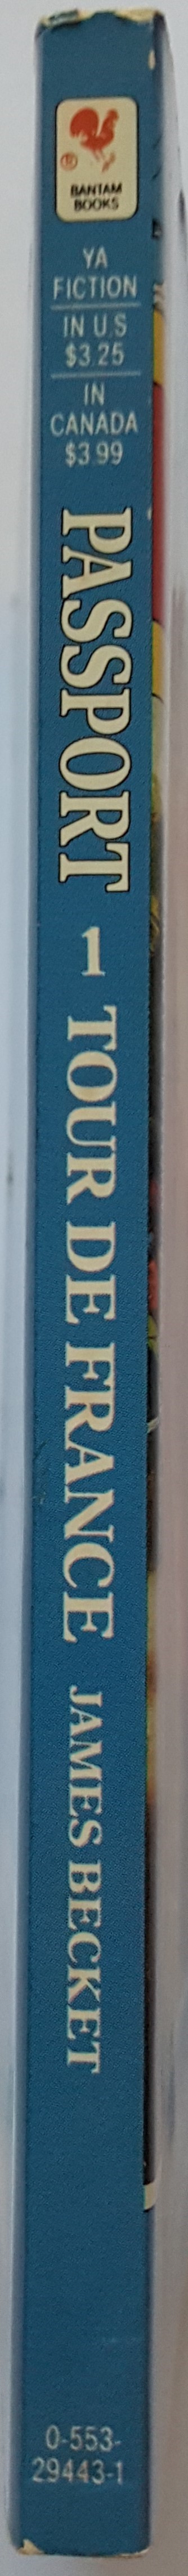 ®
BANTAM
BOOKS
YA
FICTION
IN U S
$3.25
IN
CANADA
$3.99
PASSPORT 1 TOUR DE FRANCE JAMES BECKET
0-553-
29443-1